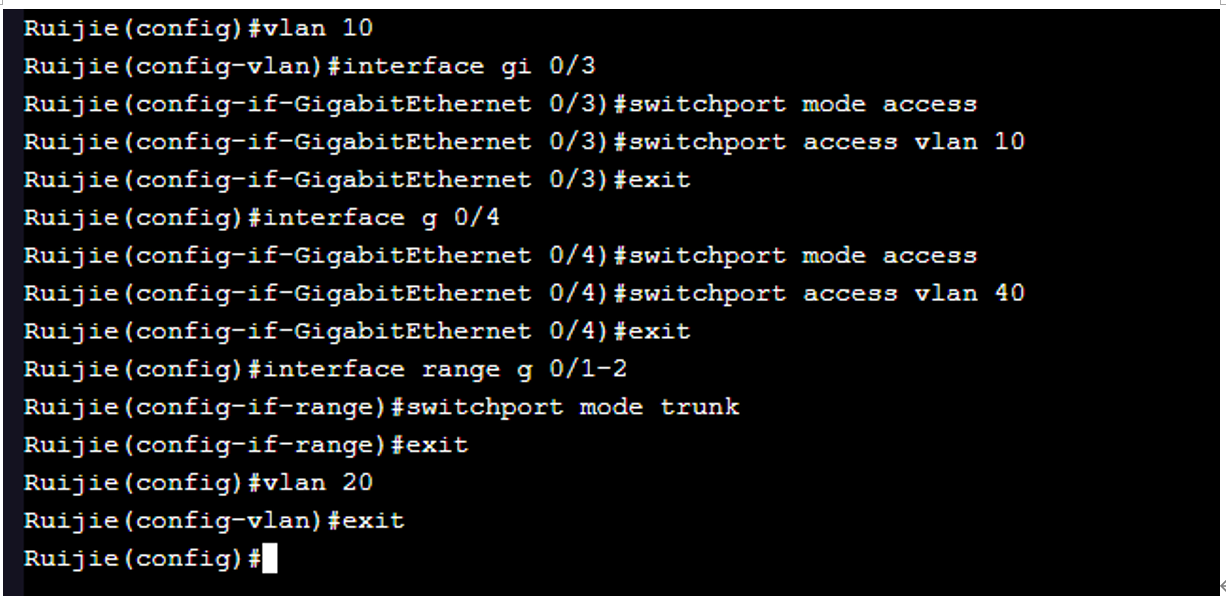 Ruijie(config)#vlan 10
Ruijie(config-vlan)#interface gi 0/3
Ruijie(config-if-GigabitEthernet 0/3)#switchport mode access
Ruijie(config-if-GigabitEthernet 0/3)#switchport access vlan 10
Ruijie(config-if-GigabitEthernet 0/3)#exit
Ruijie(config)#interface g 0/4
Ruijie(config-if-GigabitEthernet 0/4)#switchport mode access
Ruijie(config-if-GigabitEthernet 0/4)#switchport access vlan 40
Ruijie(config-if-GigabitEthernet 0/4)#exit
Ruijie(config)#interface range g 0/1-2
Ruijie(config-if-range)#switchport mode trunk
Ruijie(config-if-range)#exit
Ruijie(config)#vlan 20
Ruijie(config-vlan)#exit
Ruijie(config)#